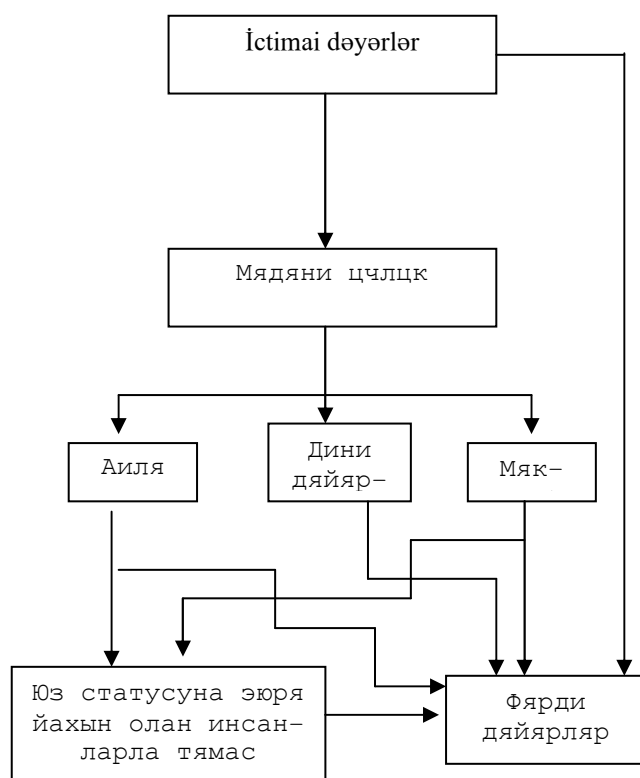 İctimai dəyərlər
Мядяни цчлцк
Аиля
Дини
дяйяр-
Мяк-
Юз статусуна эюря
йахын олан инсан-
ларла тямас
Фярди
дяйярляр